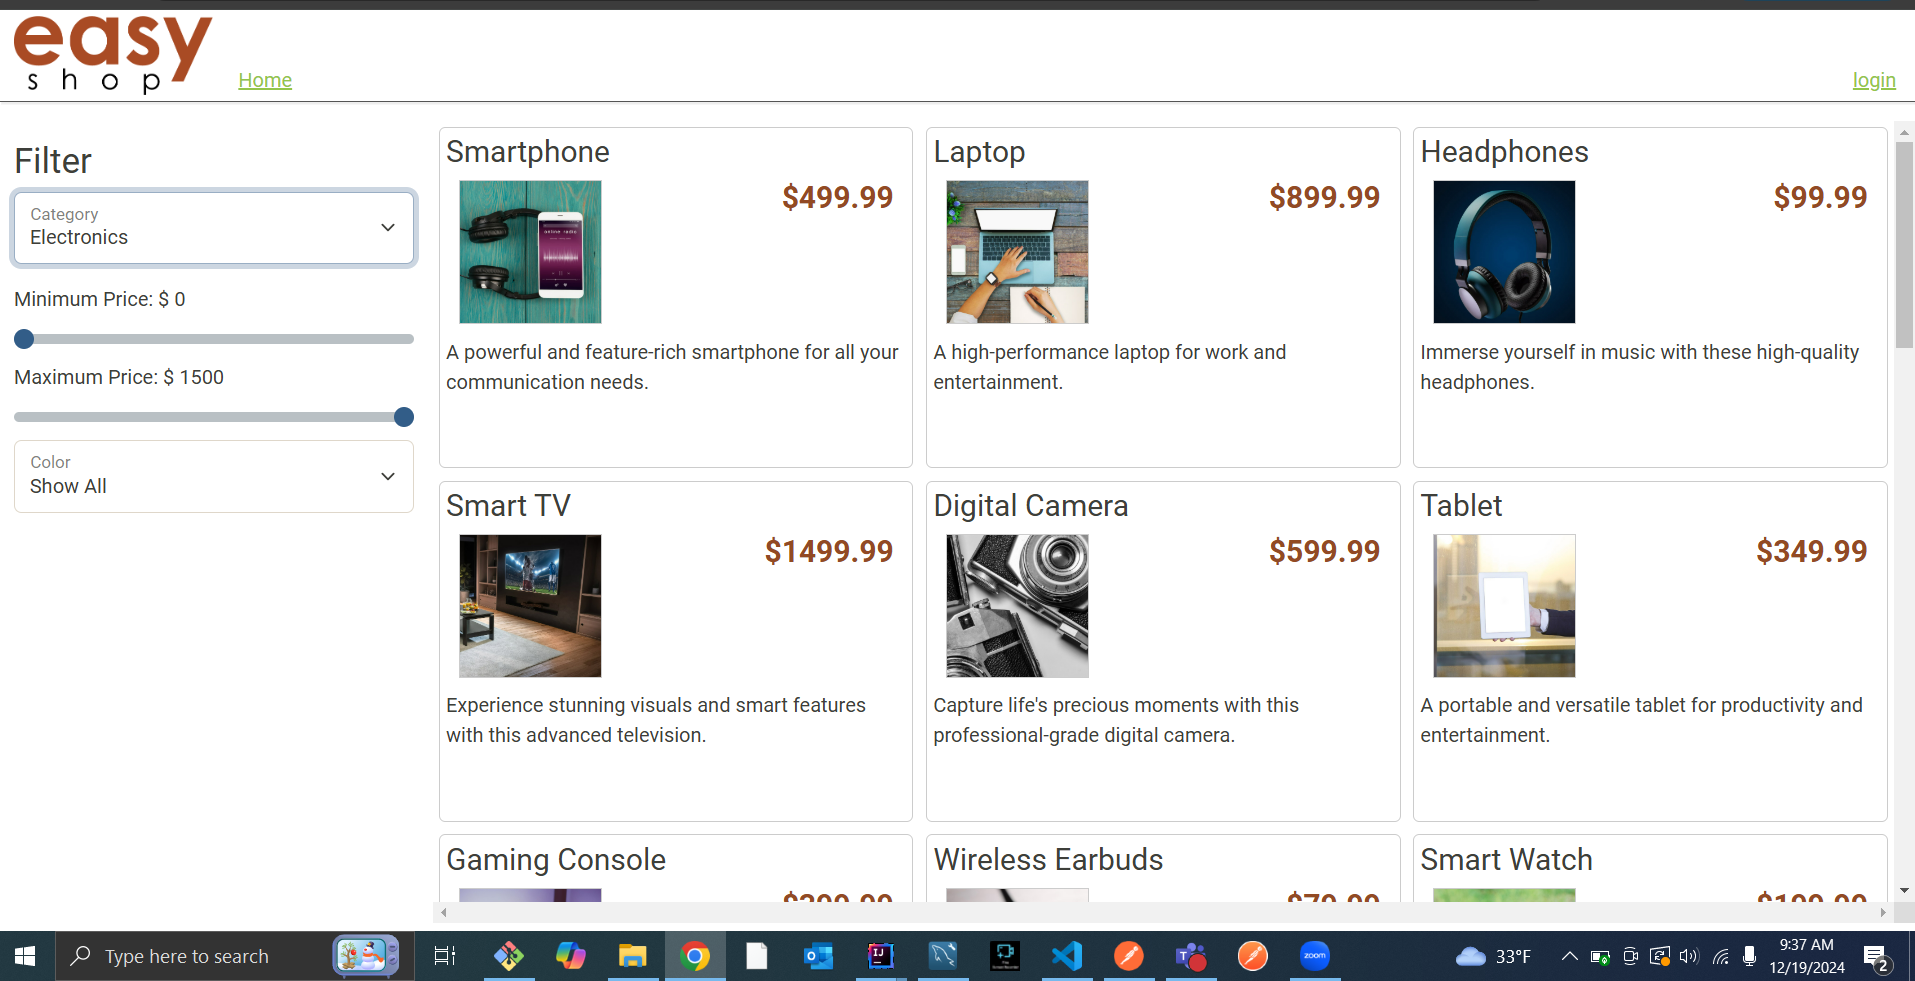 easy
shop
Home
login
Filter
Category
Electronics
Minimum Price: $ 0
Maximum Price: $ 1500
Color
Show All
Smartphone
$499.99
online radio
A powerful and feature-rich smartphone for all your
communication needs.
Laptop
$899.99
A high-performance laptop for work and
entertainment.
Headphones
$99.99
Immerse yourself in music with these high-quality
headphones.
Smart TV
$1499.99
Experience stunning visuals and smart features
with this advanced television.
Digital Camera
$599.99
Capture life's precious moments with this
professional-grade digital camera.
Tablet
$349.99
A portable and versatile tablet for productivity and
entertainment.
Gaming Console
Wireless Earbuds
Smart Watch
Type here to search
IJ
zoom
33°F
9:37 AM
12/19/2024
2